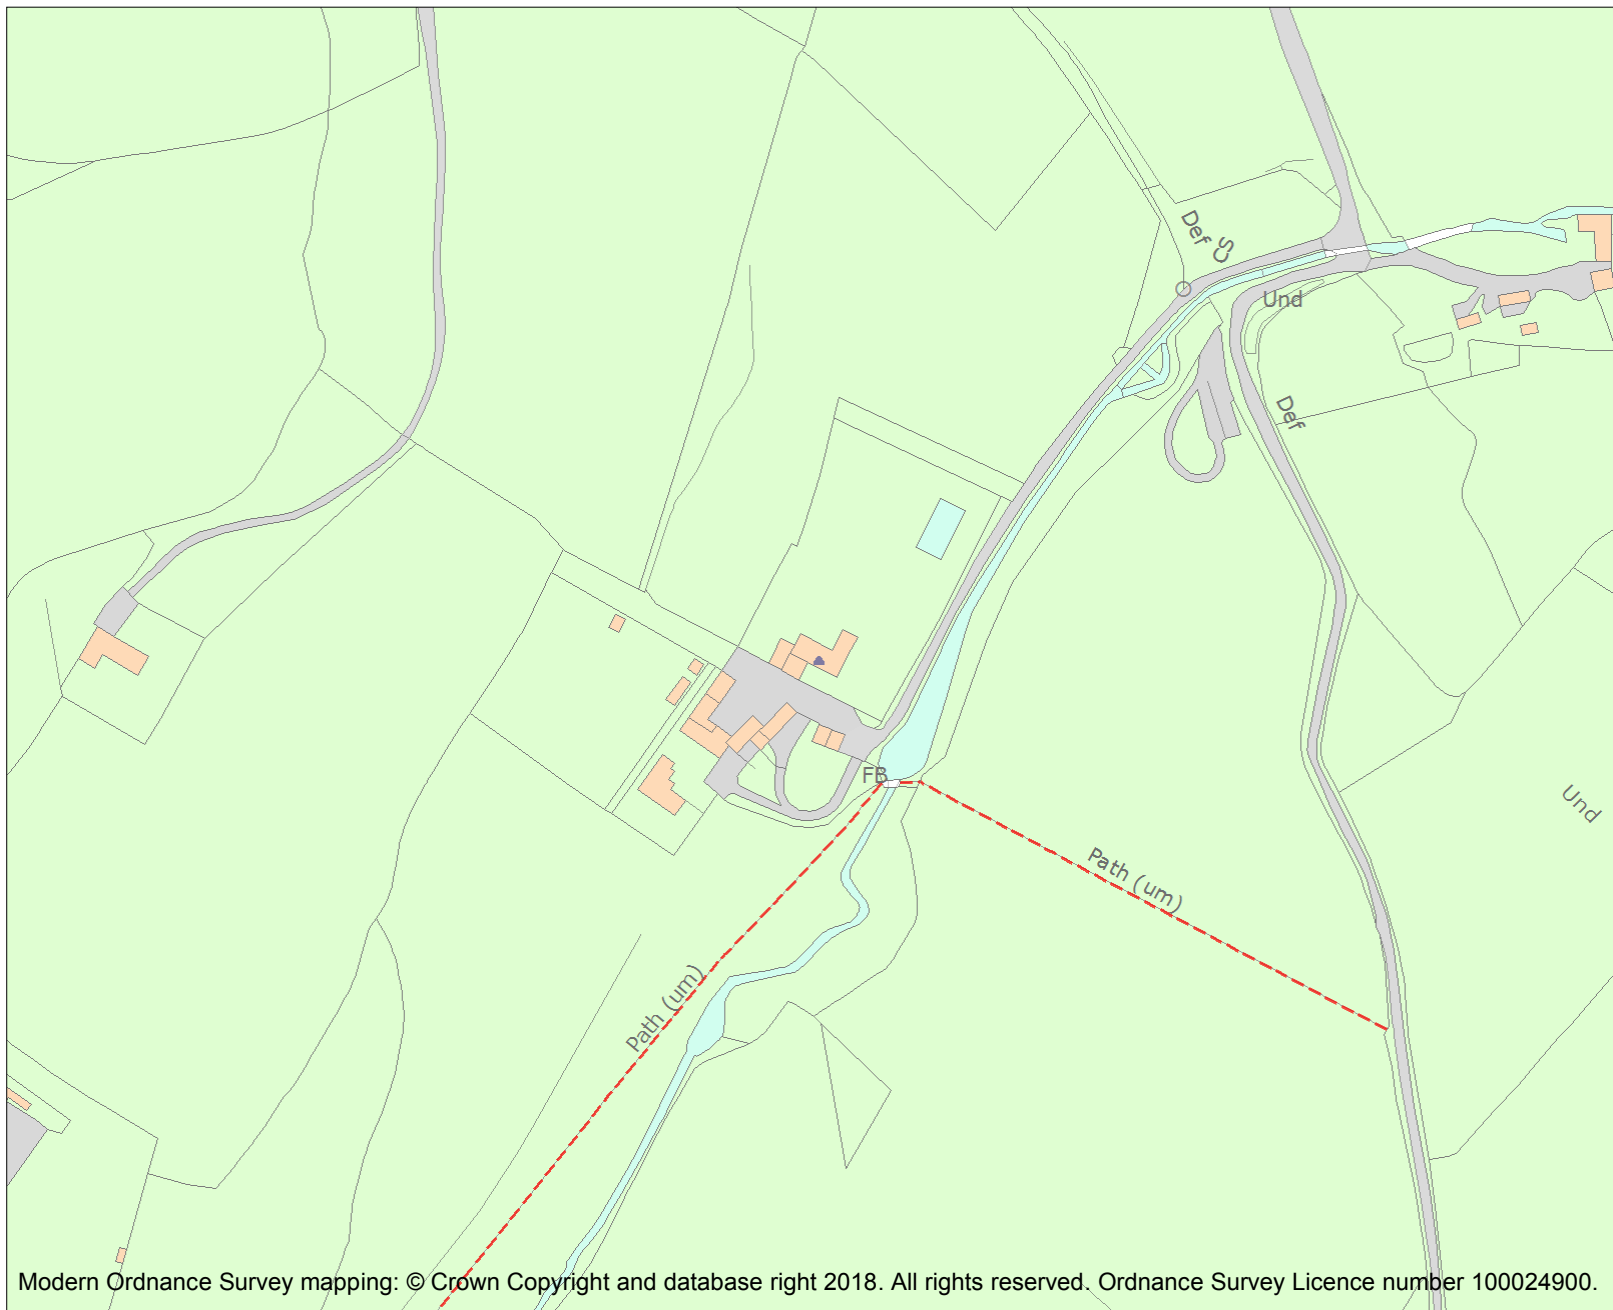 Def
CS
Und
Def
FB
Und
Path (um)
Path (um)
Modern Ordnance Survey mapping: © Crown Copyright and database right 2018. All rights reserved. Ordnance Survey Licence number 100024900.